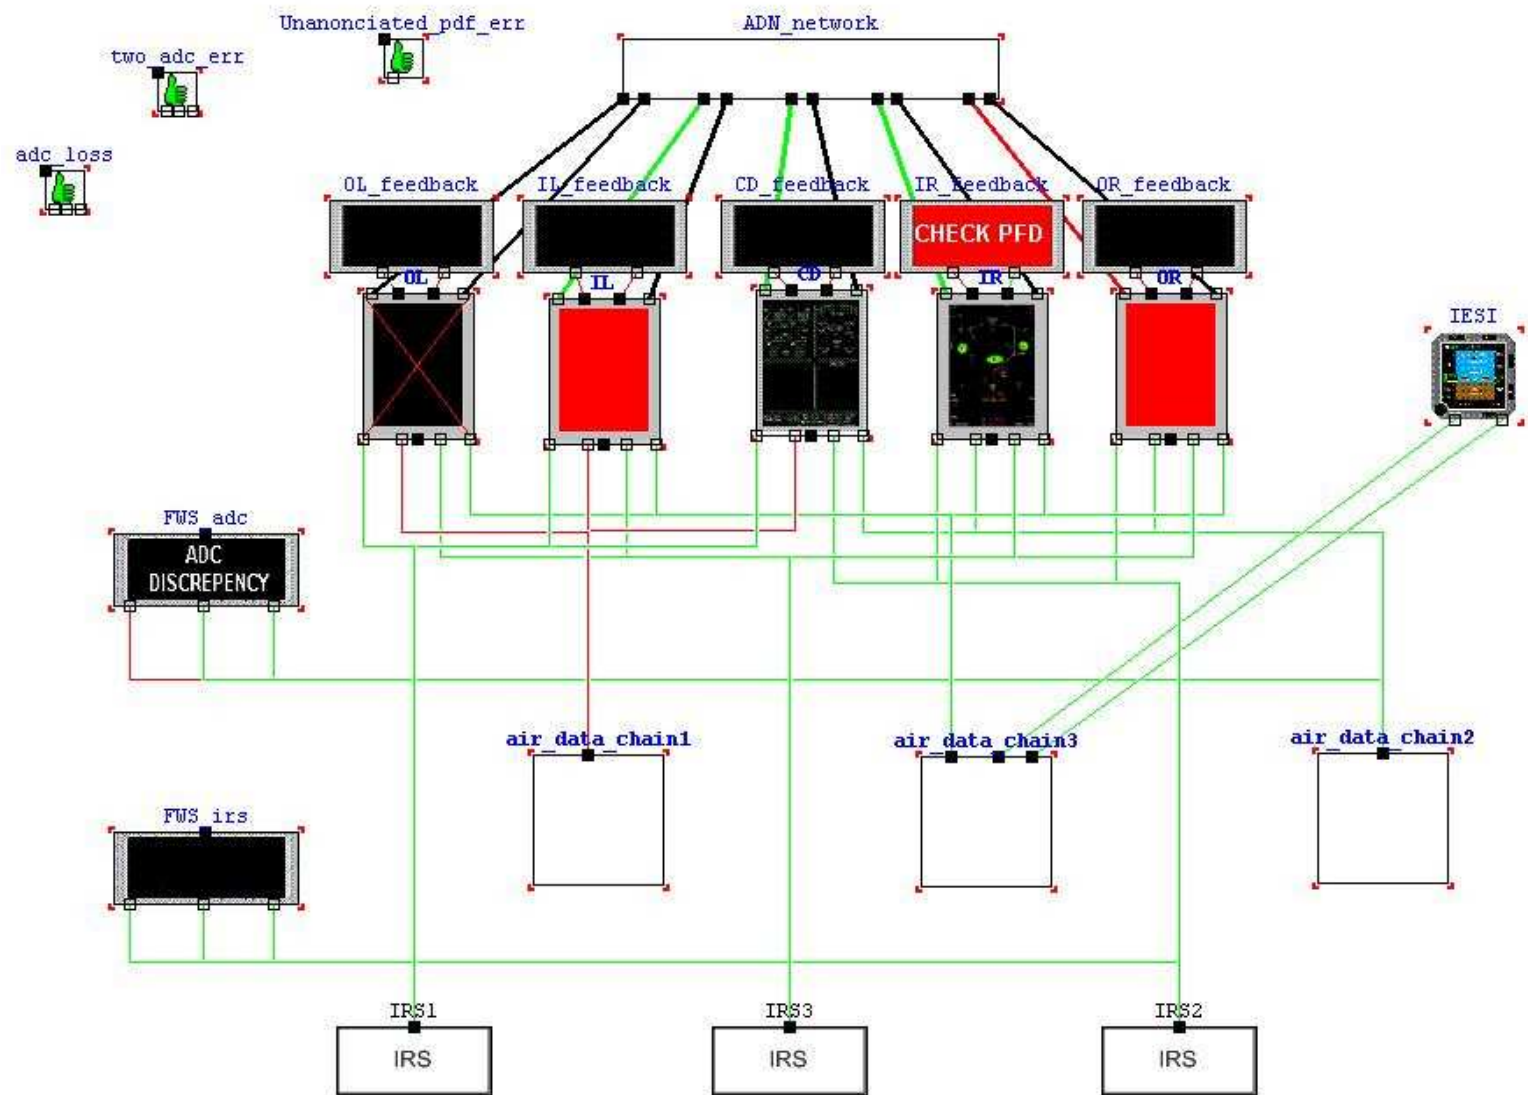 Unanonciated_pdf_err
ADN_network
two_adc_err
adc_loss
OL_feedback
IL_feedback
CD_feedback
IR_feedback
OR_feedback
CHECK PFD
OL
IL
CD
IR
OR
IESI
FWS_adc
ADC
DISCREPENCY
air_data_chain1
air_data_chain3
air_data_chain2
FWS_irs
IRS1
IRS3
IRS2
IRS
IRS
IRS